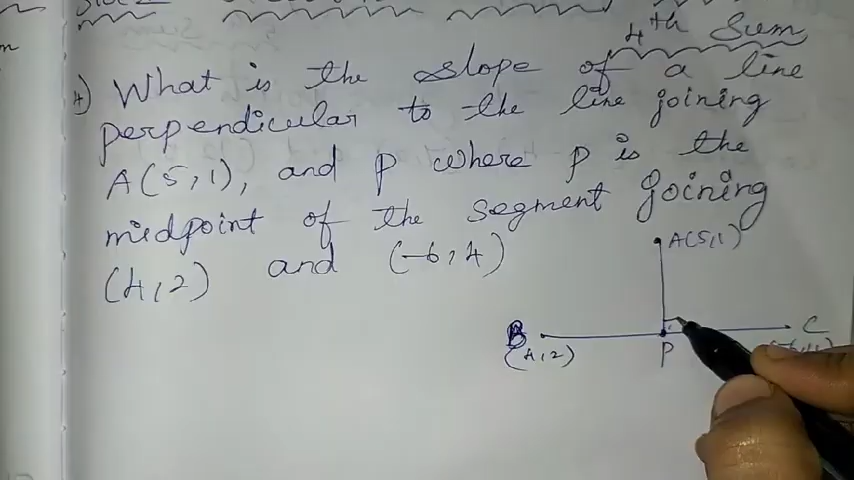 4th Sum
4) What is the slope of a line
perpendicular to the line joining
A(5,1), and p where p is the
midpoint of the segment joining
(4,2) and (-6,4)
A(5,1)
B
C
(4,2)
P